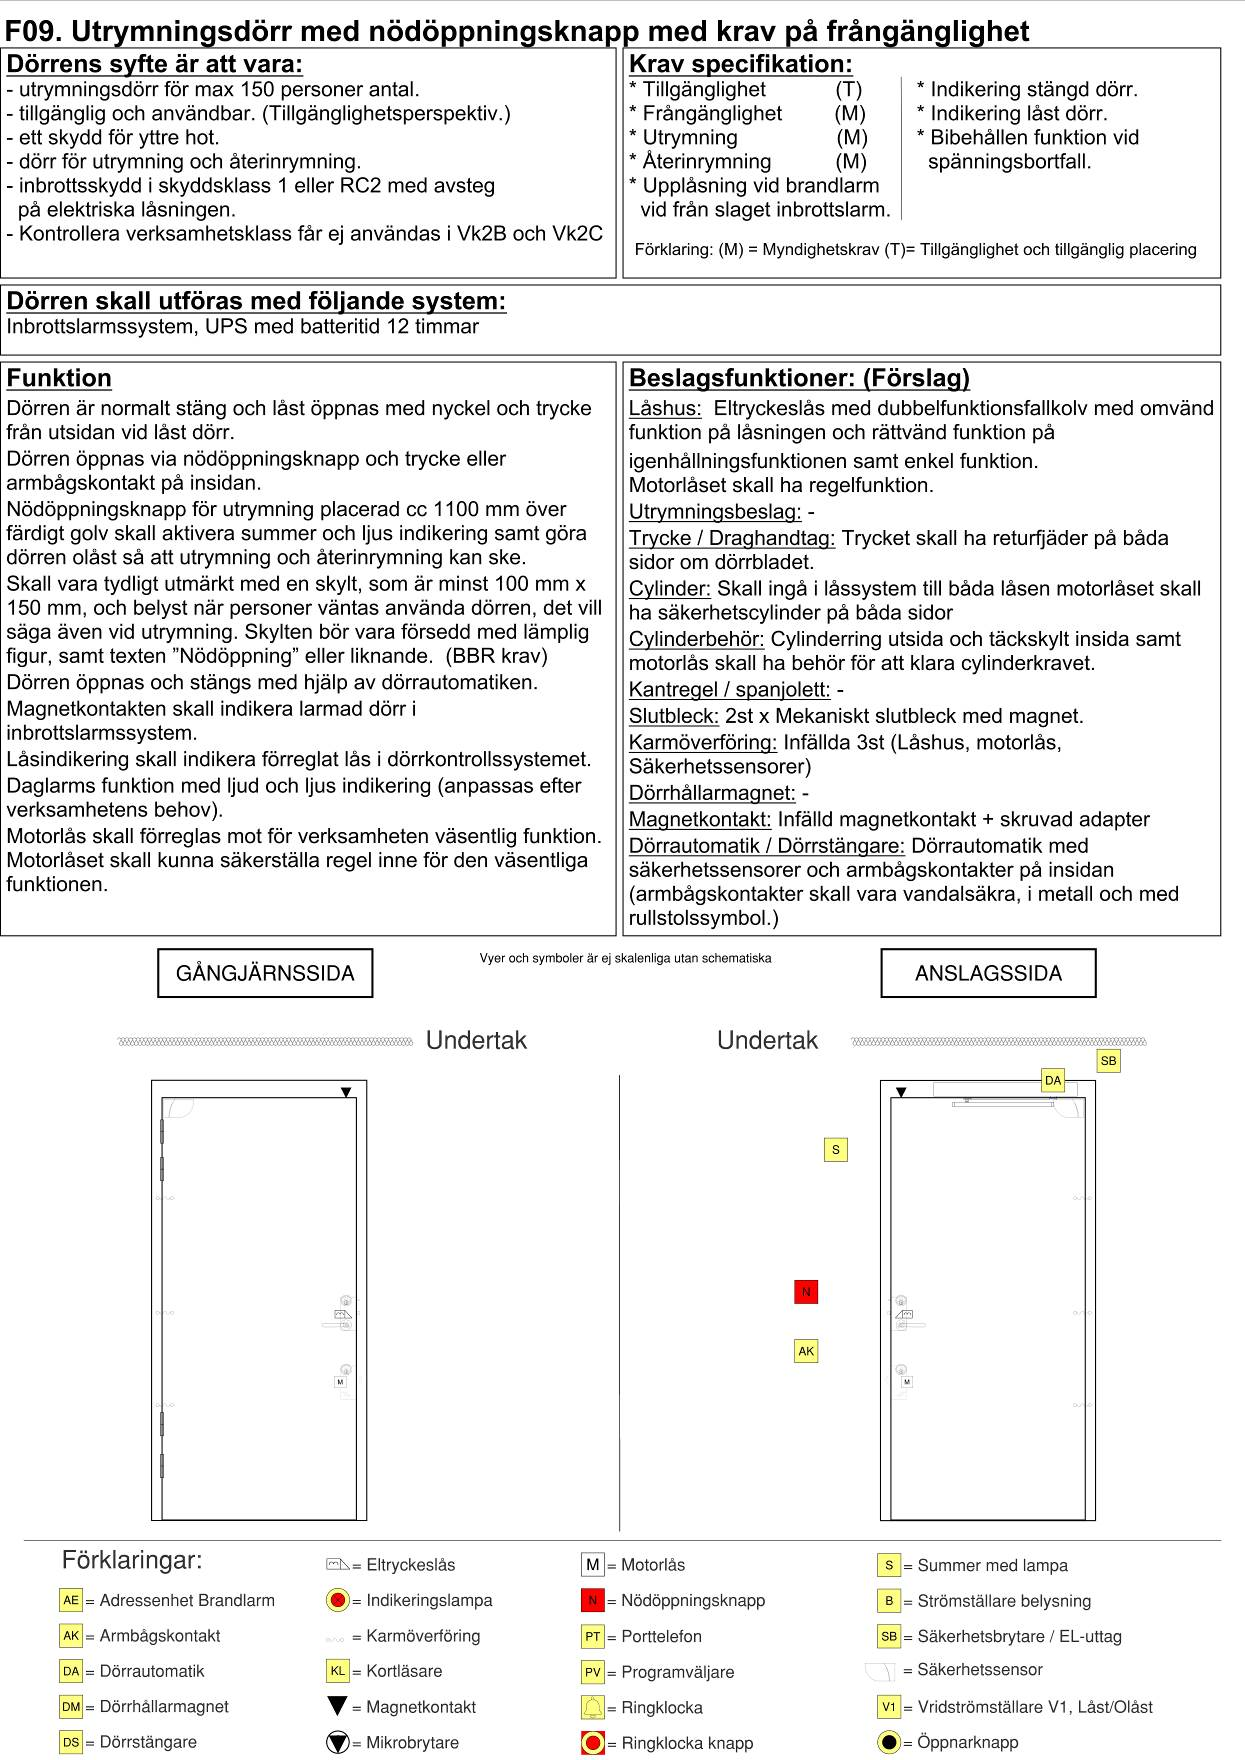 F09. Utrymningsdörr med nödöppningsknapp med krav på frångänglighet
Dörrens syfte är att vara:
- utrymningsdörr för max 150 personer antal.
- tillgänglig och användbar. (Tillgänglighetsperspektiv.)
- ett skydd för yttre hot.
- dörr för utrymning och återinrymning.
- inbrottsskydd i skyddsklass 1 eller RC2 med avsteg
på elektriska låsningen.
- Kontrollera verksamhetsklass får ej användas i Vk2B och Vk2C
Krav specifikation:
* Tillgänglighet (T)
* Frångänglighet (M)
* Utrymning (M)
* Återinrymning (M)
* Upplåsning vid brandlarm
vid från slaget inbrottslarm.
* Indikering stängd dörr.
* Indikering låst dörr.
* Bibehållen funktion vid
spänningsbortfall.
Förklaring: (M) = Myndighetskrav (T)= Tillgänglighet och tillgänglig placering
Dörren skall utföras med följande system:
Inbrottslarmssystem, UPS med batteritid 12 timmar
Funktion
Dörren är normalt stäng och låst öppnas med nyckel och trycke
från utsidan vid låst dörr.
Dörren öppnas via nödöppningsknapp och trycke eller
armbågskontakt på insidan.
Nödöppningsknapp för utrymning placerad cc 1100 mm över
färdigt golv skall aktivera summer och ljus indikering samt göra
dörren olåst så att utrymning och återinrymning kan ske.
Skall vara tydligt utmärkt med en skylt, som är minst 100 mm x
150 mm, och belyst när personer väntas använda dörren, det vill
säga även vid utrymning. Skylten bör vara försedd med lämplig
figur, samt texten ”Nödöppning” eller liknande. (BBR krav)
Dörren öppnas och stängs med hjälp av dörrautomatiken.
Magnetkontakten skall indikera larmad dörr i
inbrottslarmssystem.
Låsindikering skall indikera förreglat lås i dörrkontrollssystemet.
Daglarms funktion med ljud och ljus indikering (anpassas efter
verksamhetens behov).
Motorlås skall förreglas mot för verksamheten väsentlig funktion.
Motorlåset skall kunna säkerställa regel inne för den väsentliga
funktionen.
Beslagsfunktioner: (Förslag)
Låshus: Eltryckeslås med dubbelfunktionsfallkolv med omvänd
funktion på låsningen och rättvänd funktion på
igenhållningsfunktionen samt enkel funktion.
Motorlåset skall ha regelfunktion.
Utrymningsbeslag: -
Trycke / Draghandtag: Trycket skall ha returfjäder på båda
sidor om dörrbladet.
Cylinder: Skall ingå i låssystem till båda låsen motorlåset skall
ha säkerhetscylinder på båda sidor
Cylinderbehör: Cylinderring utsida och täckskylt insida samt
motorlås skall ha behör för att klara cylinderkravet.
Kantregel / spanjolett: -
Slutbleck: 2st x Mekaniskt slutbleck med magnet.
Karmöverföring: Infällda 3st (Låshus, motorlås,
Säkerhetssensorer)
Dörrhållarmagnet: -
Magnetkontakt: Infälld magnetkontakt + skruvad adapter
Dörrautomatik / Dörrstängare: Dörrautomatik med
säkerhetssensorer och armbågskontakter på insidan
(armbågskontakter skall vara vandalsäkra, i metall och med
rullstolssymbol.)
GÅNGJÄRNSSIDA
Vyer och symboler är ej skalenliga utan schematiska
ANSLAGSSIDA
Undertak
Undertak
SB
DA
S
N
AK
M
M
Förklaringar:
AE = Adressenhet Brandlarm
AK = Armbågskontakt
DA = Dörrautomatik
DM = Dörrhållarmagnet
DS = Dörrstängare
= Eltryckeslås
= Indikeringslampa
= Karmöverföring
KL = Kortläsare
= Magnetkontakt
= Mikrobrytare
M = Motorlås
N = Nödöppningsknapp
PT = Porttelefon
PV = Programväljare
= Ringklocka
= Ringklocka knapp
S = Summer med lampa
B = Strömställare belysning
SB = Säkerhetsbrytare / EL-uttag
= Säkerhetssensor
V1 = Vridströmställare V1, Låst/Olåst
= Öppnarknapp